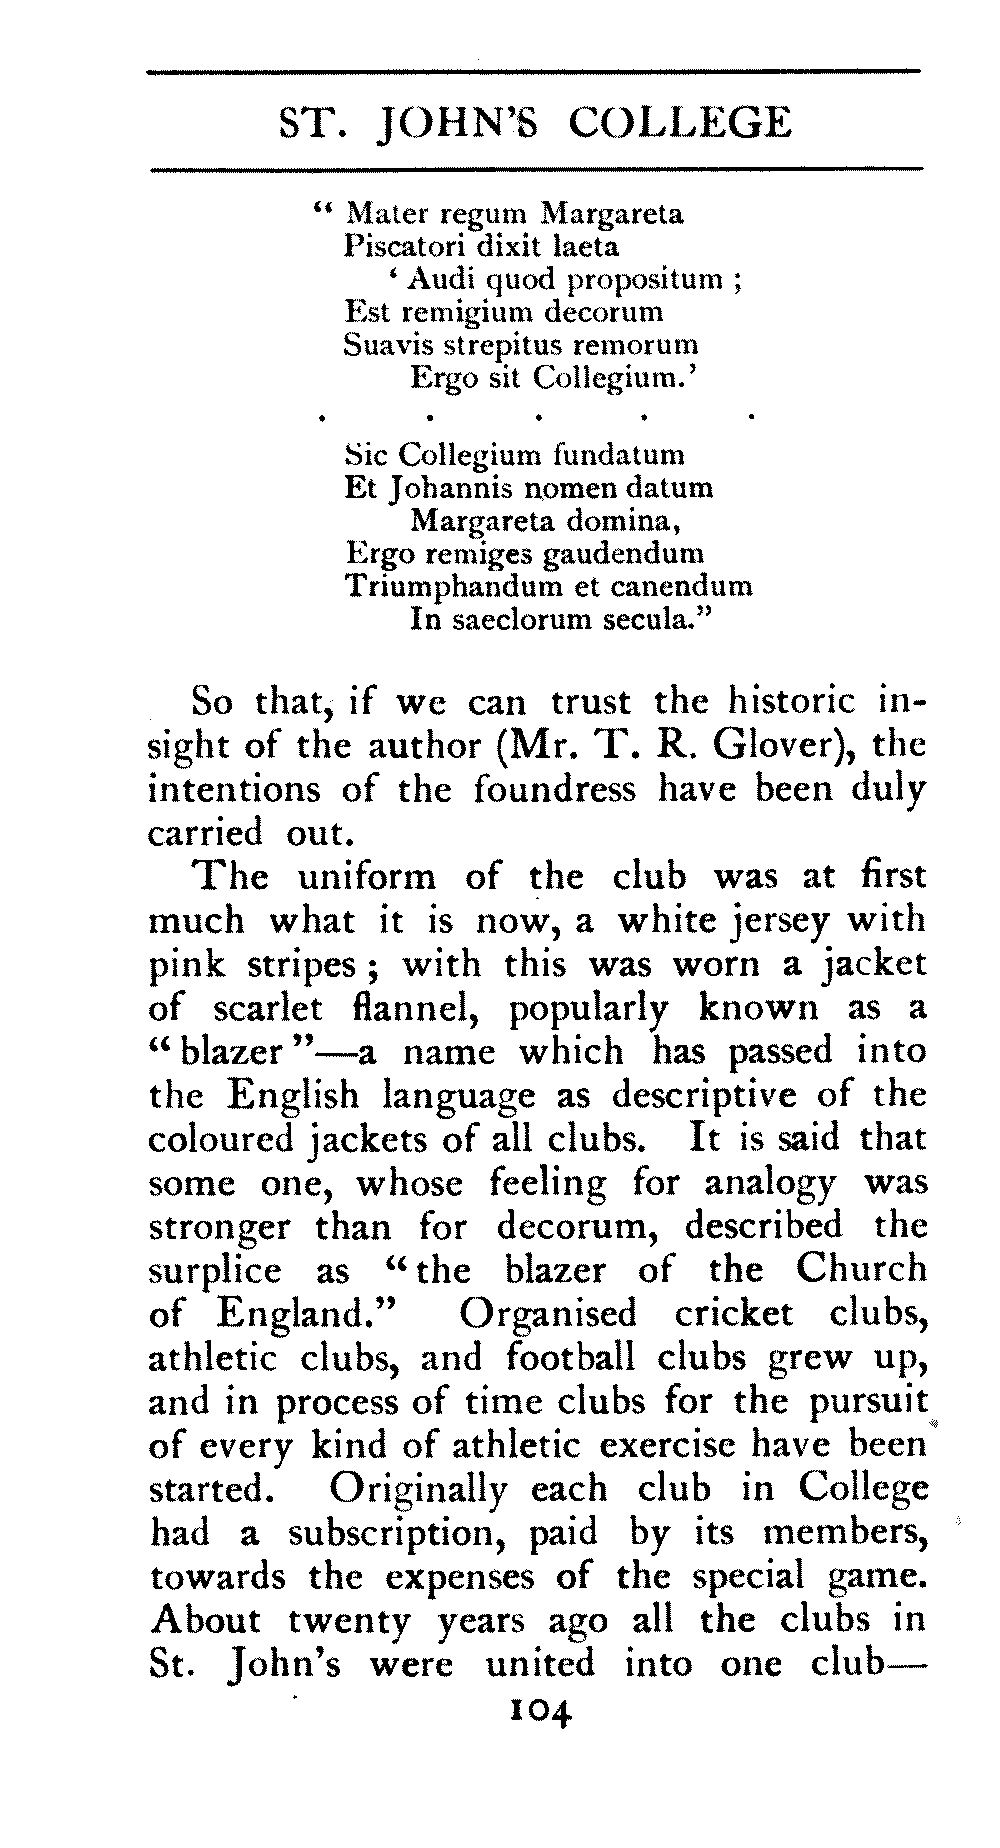 ST. JOHN'S COLLEGE
“ Mater regum Margareta
Piscatori dixit laeta
‘ Audi quod propositum ;
Est remigium decorum
Suavis strepitus remorum
Ergo sit Collegium.’
. . . . .
Sic Collegium fundatum
Et Johannis nomen datum
Margareta domina,
Ergo remiges gaudendum
Triumphandum et canendum
In saeclorum secula.”
So that, if we can trust the historic in-
sight of the author (Mr. T. R. Glover), the
intentions of the foundress have been duly
carried out.
The uniform of the club was at first
much what it is now, a white jersey with
pink stripes ; with this was worn a jacket
of scarlet flannel, popularly known as a
“ blazer ”—a name which has passed into
the English language as descriptive of the
coloured jackets of all clubs. It is said that
some one, whose feeling for analogy was
stronger than for decorum, described the
surplice as “the blazer of the Church
of England.” Organised cricket clubs,
athletic clubs, and football clubs grew up,
and in process of time clubs for the pursuit
of every kind of athletic exercise have been
started. Originally each club in College
had a subscription, paid by its members,
towards the expenses of the special game.
About twenty years ago all the clubs in
St. John's were united into one club—
104